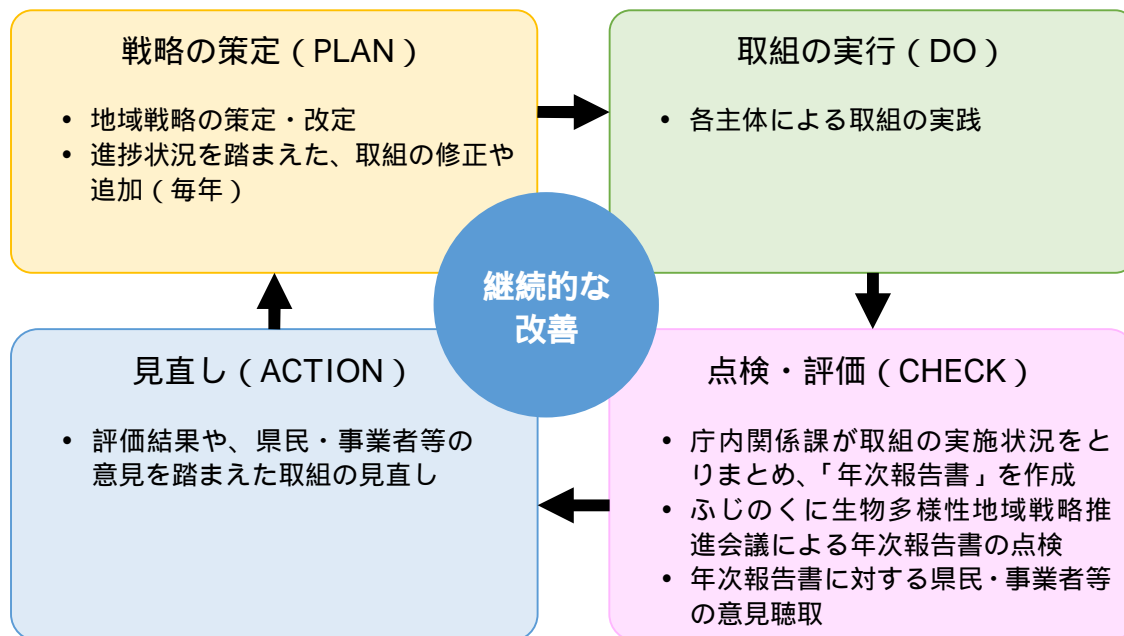 戦略の策定（PLAN）
• 地域戦略の策定・改定
• 進捗状況を踏まえた、取組の修正や
追加（毎年）
取組の実行（DO）
• 各主体による取組の実践
継続的な
改善
見直し（ACTION）
• 評価結果や、県民・事業者等の
意見を踏まえた取組の見直し
点検・評価（CHECK）
• 庁内関係課が取組の実施状況をと
りまとめ、「年次報告書」を作成
• ふじのくに生物多様性地域戦略推
進会議による年次報告書の点検
• 年次報告書に対する県民・事業者等
の意見聴取